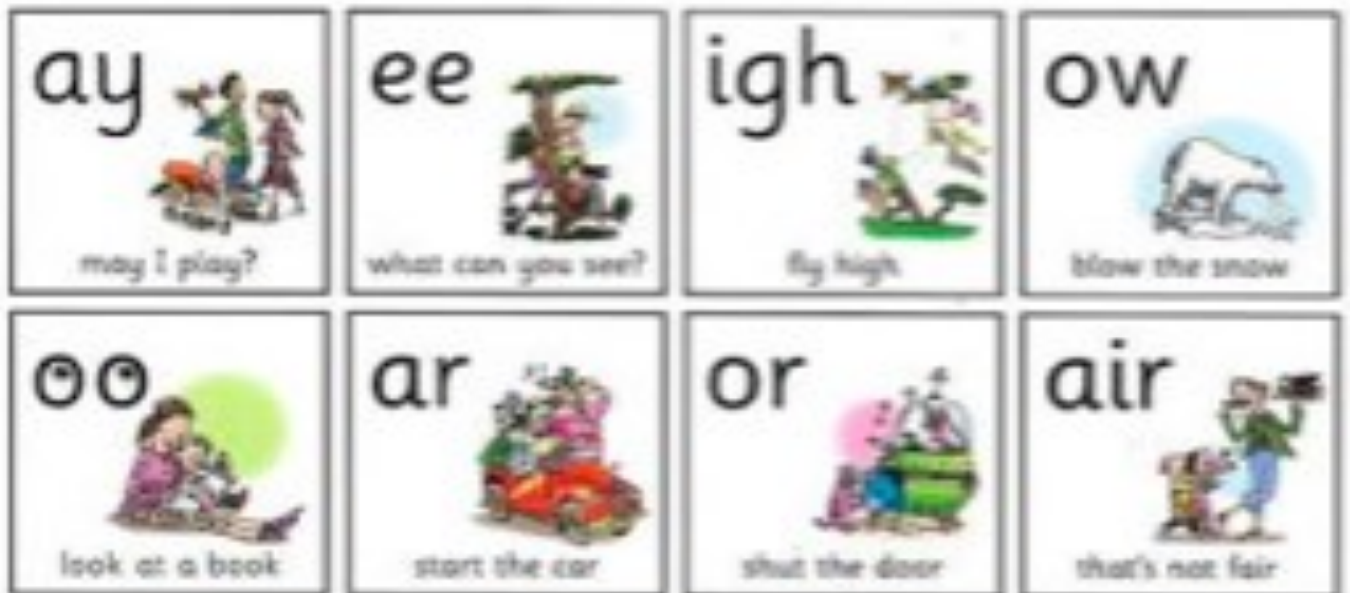 ay
may I play?
ee
what can you see?
igh
fly high
ow
blow the snow
oo
look at a book
ar
start the car
or
shut the door
air
that's not fair